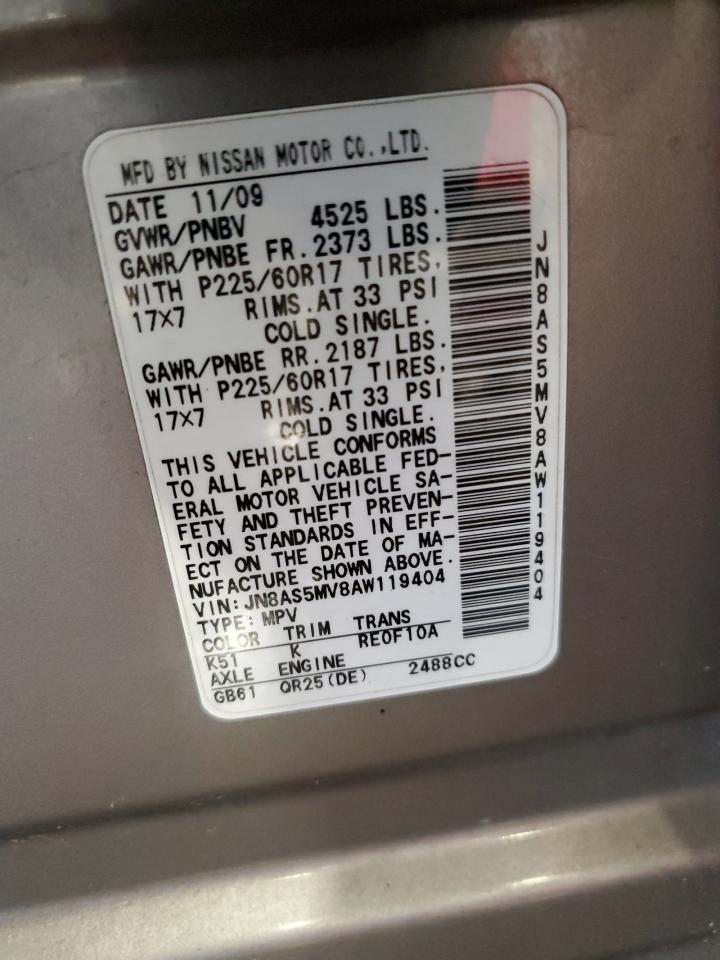 MFD BY NISSAN MOTOR CO.,LTD.
DATE 11/09
GVWR/PNBV 4525 LBS.
GAWR/PNBE FR. 2373 LBS.
WITH P225/60R17 TIRES,
17X7 RIMS.AT 33 PSI
COLD SINGLE.
GAWR/PNBE RR. 2187 LBS.
WITH P225/60R17 TIRES,
17X7 RIMS.AT 33 PSI
COLD SINGLE.
THIS VEHICLE CONFORMS
TO ALL APPLICABLE FED-
ERAL MOTOR VEHICLE SA-
FETY AND THEFT PREVEN-
TION STANDARDS IN EFF-
ECT ON THE DATE OF MA-
NUFACTURE SHOWN ABOVE.
VIN: JN8AS5MV8AW119404
TYPE: MPV
COLOR TRIM TRANS
K51 K RE0F10A
AXLE ENGINE
GB61 QR25(DE) 2488CC
JN8AS5MV8AW119404